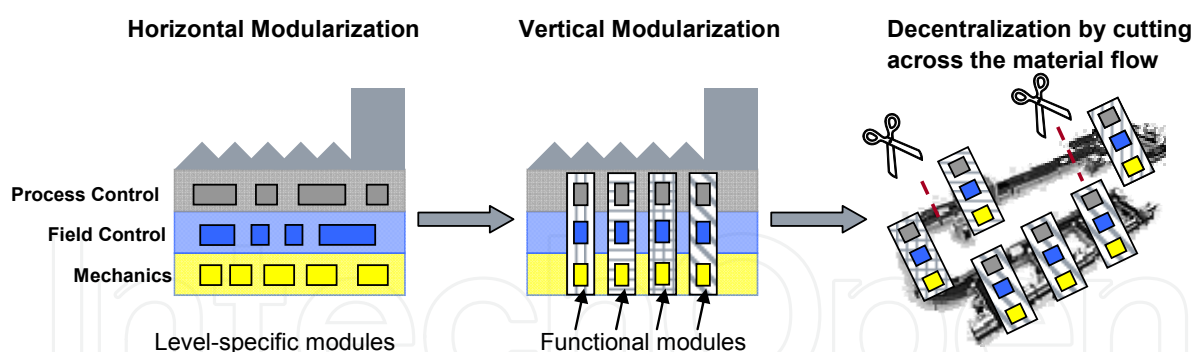 Horizontal Modularization
Vertical Modularization
Decentralization by cutting
across the material flow
Process Control
Field Control
Mechanics
Level-specific modules
Functional modules
IntechOpen